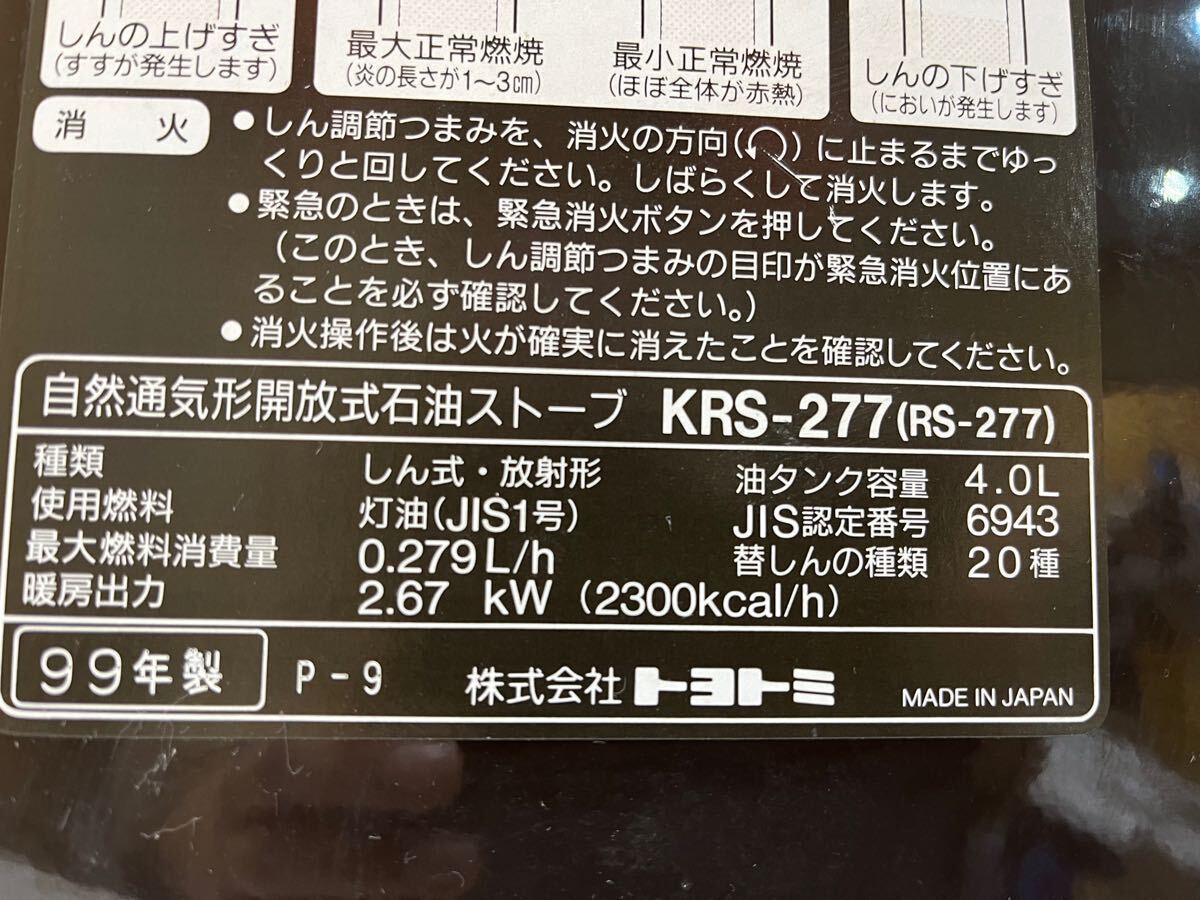 しんの上げすぎ
(すすが発生します)
最大正常燃焼
(炎の長さが1~3cm)
最小正常燃焼
(ほぼ全体が赤熱)
しんの下げすぎ
(においが発生します)
消火
●しん調節つまみを、消火の方向(↶)に止まるまでゆっ
くりと回してください。しばらくして消火します。
●緊急のときは、緊急消火ボタンを押してください。
(このとき、しん調節つまみの目印が緊急消火位置にあ
ることを必ず確認してください。)
●消火操作後は火が確実に消えたことを確認してください。
自然通気形開放式石油ストーブ KRS-277(RS-277)
種類 しん式・放射形 油タンク容量 4.0L
使用燃料 灯油(JIS1号) JIS認定番号 6943
最大燃料消費量 0.279L/h 替しんの種類 20種
暖房出力 2.67 kW (2300kcal/h)
99年製 P-9 株式会社トヨトミ MADE IN JAPAN